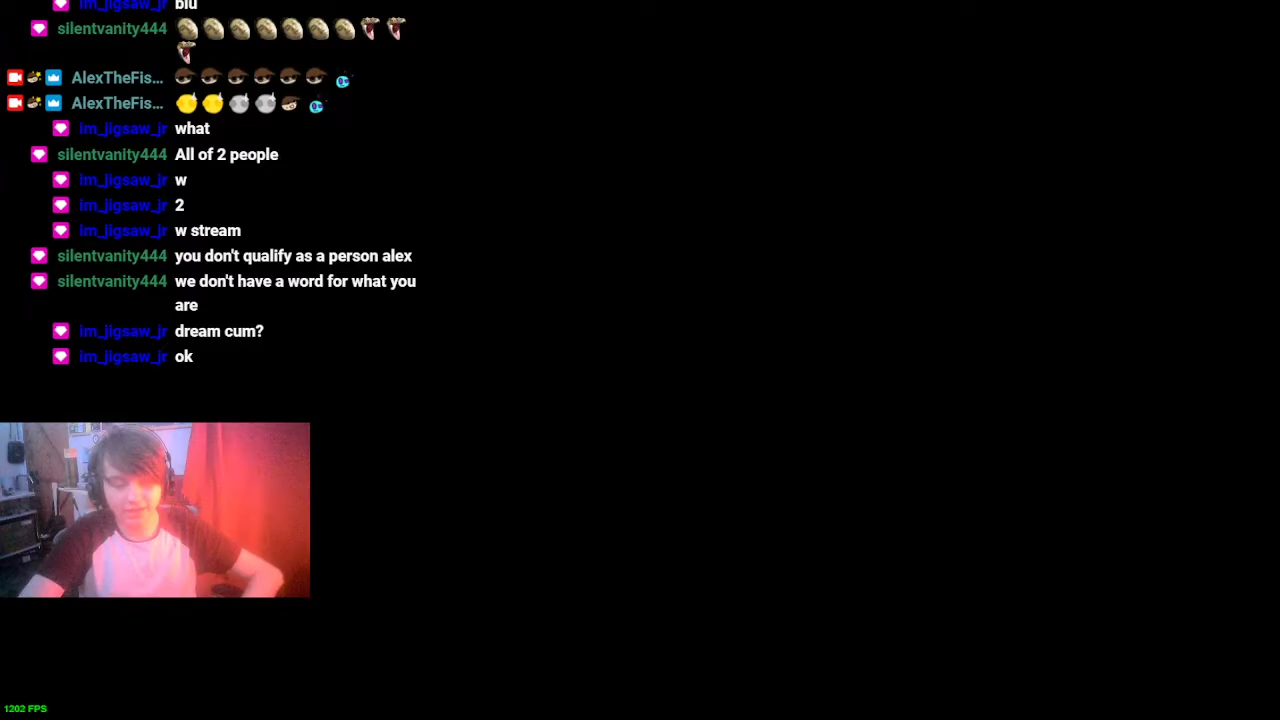 im_jigsaw_jr blu
silentvanity444
AlexTheFis...
AlexTheFis...
im_jigsaw_jr what
silentvanity444 All of 2 people
im_jigsaw_jr w
im_jigsaw_jr 2
im_jigsaw_jr w stream
silentvanity444 you don't qualify as a person alex
silentvanity444 we don't have a word for what you
are
im_jigsaw_jr dream cum?
im_jigsaw_jr ok
1202 FPS